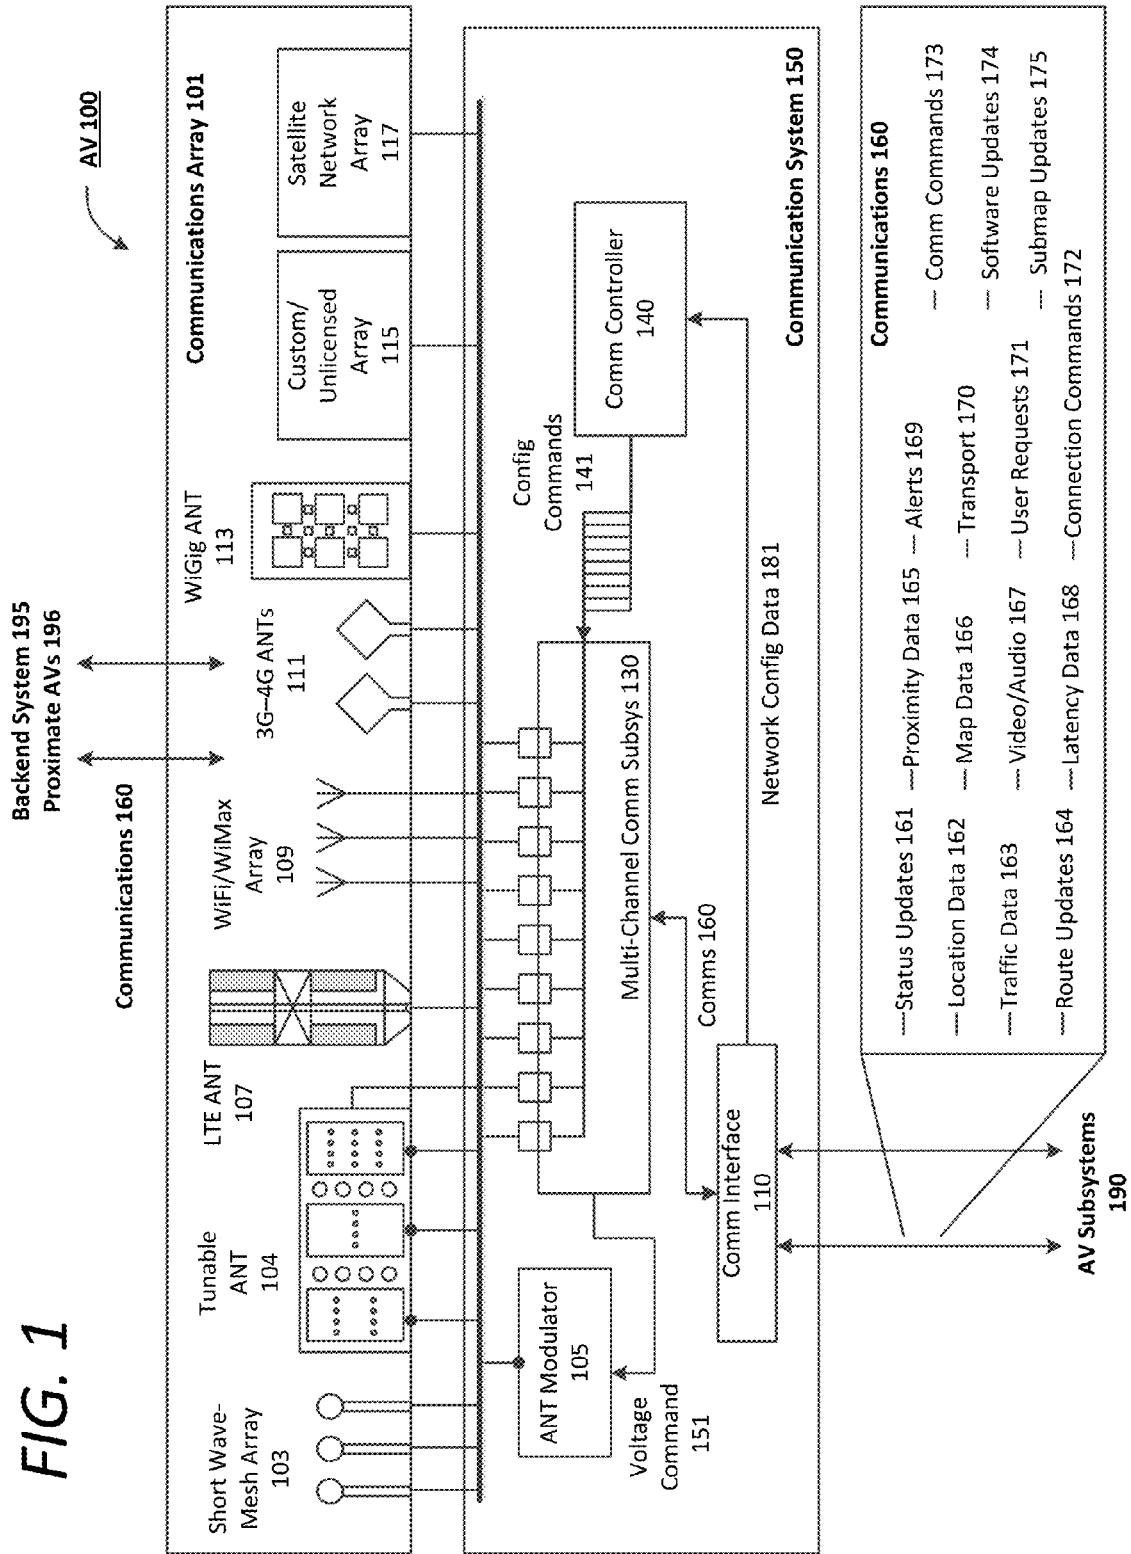 FIG. 1
AV 100
Backend System 195
Proximate AVs 196
Communications 160
Communications Array 101
Short Wave-
Mesh Array
103
Tunable
ANT
104
LTE ANT
107
WiFi/WiMax
Array
109
3G–4G ANTs
111
WiGig ANT
113
Custom/
Unlicensed
Array
115
Satellite
Network
Array
117
ANT Modulator
105
Voltage
Command
151
Multi-Channel Comm Subsys 130
Config
Commands
141
Comm Controller
140
Comms 160
Network Config Data 181
Comm Interface
110
Communication System 150
AV Subsystems
190
Communications 160
—Status Updates 161
—Location Data 162
—Traffic Data 163
—Route Updates 164
—Proximity Data 165
—Map Data 166
—Video/Audio 167
—Latency Data 168
—Alerts 169
—Transport 170
—User Requests 171
—Connection Commands 172
—Comm Commands 173
—Software Updates 174
—Submap Updates 175